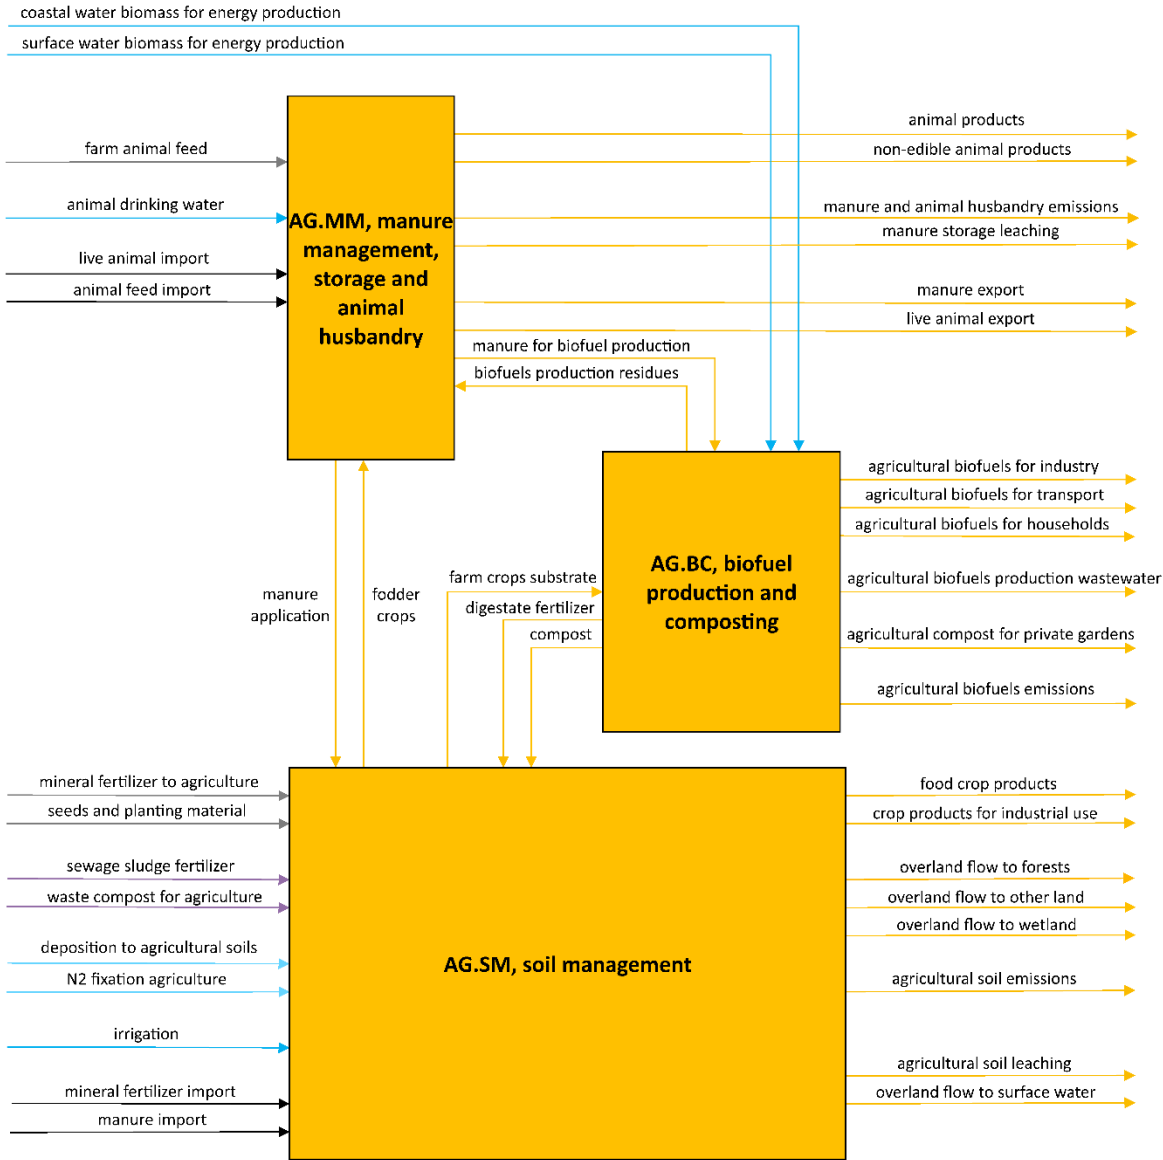 coastal water biomass for energy production
surface water biomass for energy production
farm animal feed
animal drinking water
live animal import
animal feed import
AG.MM, manure
management,
storage and
animal
husbandry
animal products
non-edible animal products
manure and animal husbandry emissions
manure storage leaching
manure export
live animal export
manure for biofuel production
biofuels production residues
manure
application
fodder
crops
farm crops substrate
digestate fertilizer
compost
AG.BC, biofuel
production and
composting
agricultural biofuels for industry
agricultural biofuels for transport
agricultural biofuels for households
agricultural biofuels production wastewater
agricultural compost for private gardens
agricultural biofuels emissions
mineral fertilizer to agriculture
seeds and planting material
sewage sludge fertilizer
waste compost for agriculture
deposition to agricultural soils
N2 fixation agriculture
irrigation
mineral fertilizer import
manure import
AG.SM, soil management
food crop products
crop products for industrial use
overland flow to forests
overland flow to other land
overland flow to wetland
agricultural soil emissions
agricultural soil leaching
overland flow to surface water